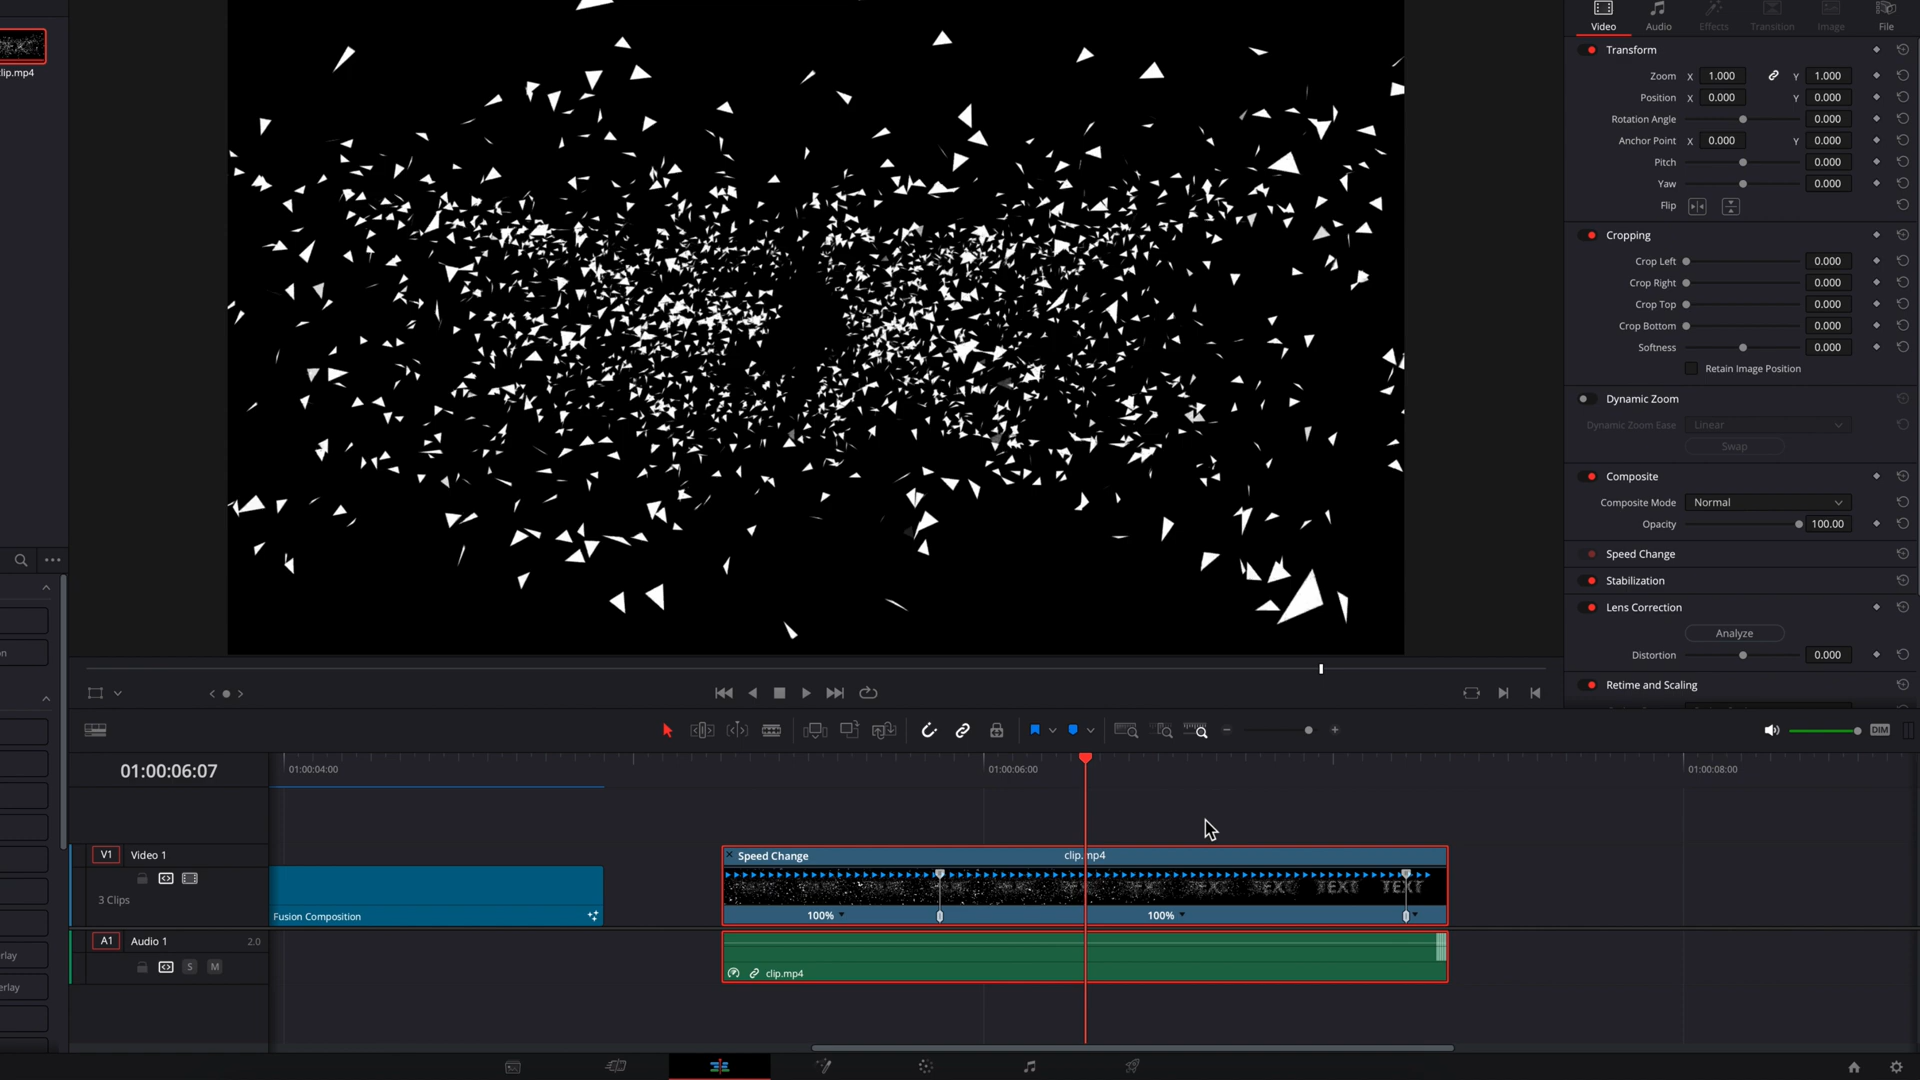 lip.mp4
n
rlay
erlay
Video Audio Effects Transition Image File
Transform
Zoom X 1.000 Y 1.000
Position X 0.000 Y 0.000
Rotation Angle 0.000
Anchor Point X 0.000 Y 0.000
Pitch 0.000
Yaw 0.000
Flip
Cropping
Crop Left 0.000
Crop Right 0.000
Crop Top 0.000
Crop Bottom 0.000
Softness 0.000
Retain Image Position
Dynamic Zoom
Dynamic Zoom Ease Linear
Swap
Composite
Composite Mode Normal
Opacity 100.00
Speed Change
Stabilization
Lens Correction
Analyze
Distortion 0.000
Retime and Scaling
DIM
01:00:06:07
01:00:04:00 01:00:06:00 01:00:08:00
V1 Video 1
3 Clips
Fusion Composition
Speed Change clip.mp4
TEXT TEXT TEXT TEXT
100% 100%
A1 Audio 1 2.0
S M
clip.mp4